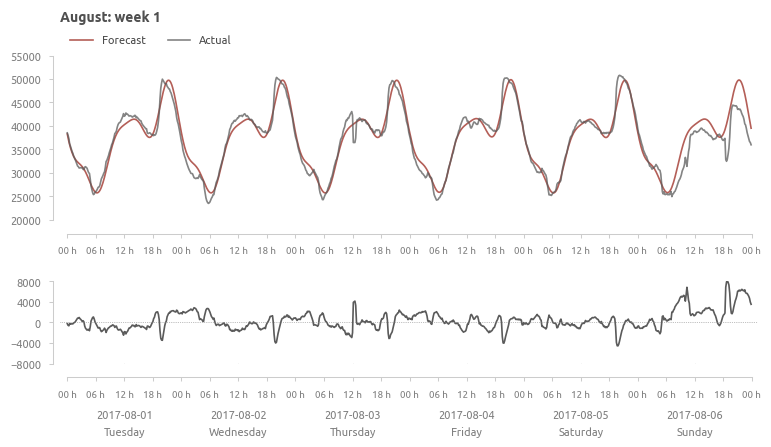 August: week 1
Forecast Actual
55000
50000
45000
40000
35000
30000
25000
20000
00 h 06 h 12 h 18 h 00 h 06 h 12 h 18 h 00 h 06 h 12 h 18 h 00 h 06 h 12 h 18 h 00 h 06 h 12 h 18 h 00 h 06 h 12 h 18 h 00 h
8000
4000
0
−4000
−8000
00 h 06 h 12 h 18 h 00 h 06 h 12 h 18 h 00 h 06 h 12 h 18 h 00 h 06 h 12 h 18 h 00 h 06 h 12 h 18 h 00 h 06 h 12 h 18 h 00 h
2017-08-01 2017-08-02 2017-08-03 2017-08-04 2017-08-05 2017-08-06
Tuesday Wednesday Thursday Friday Saturday Sunday